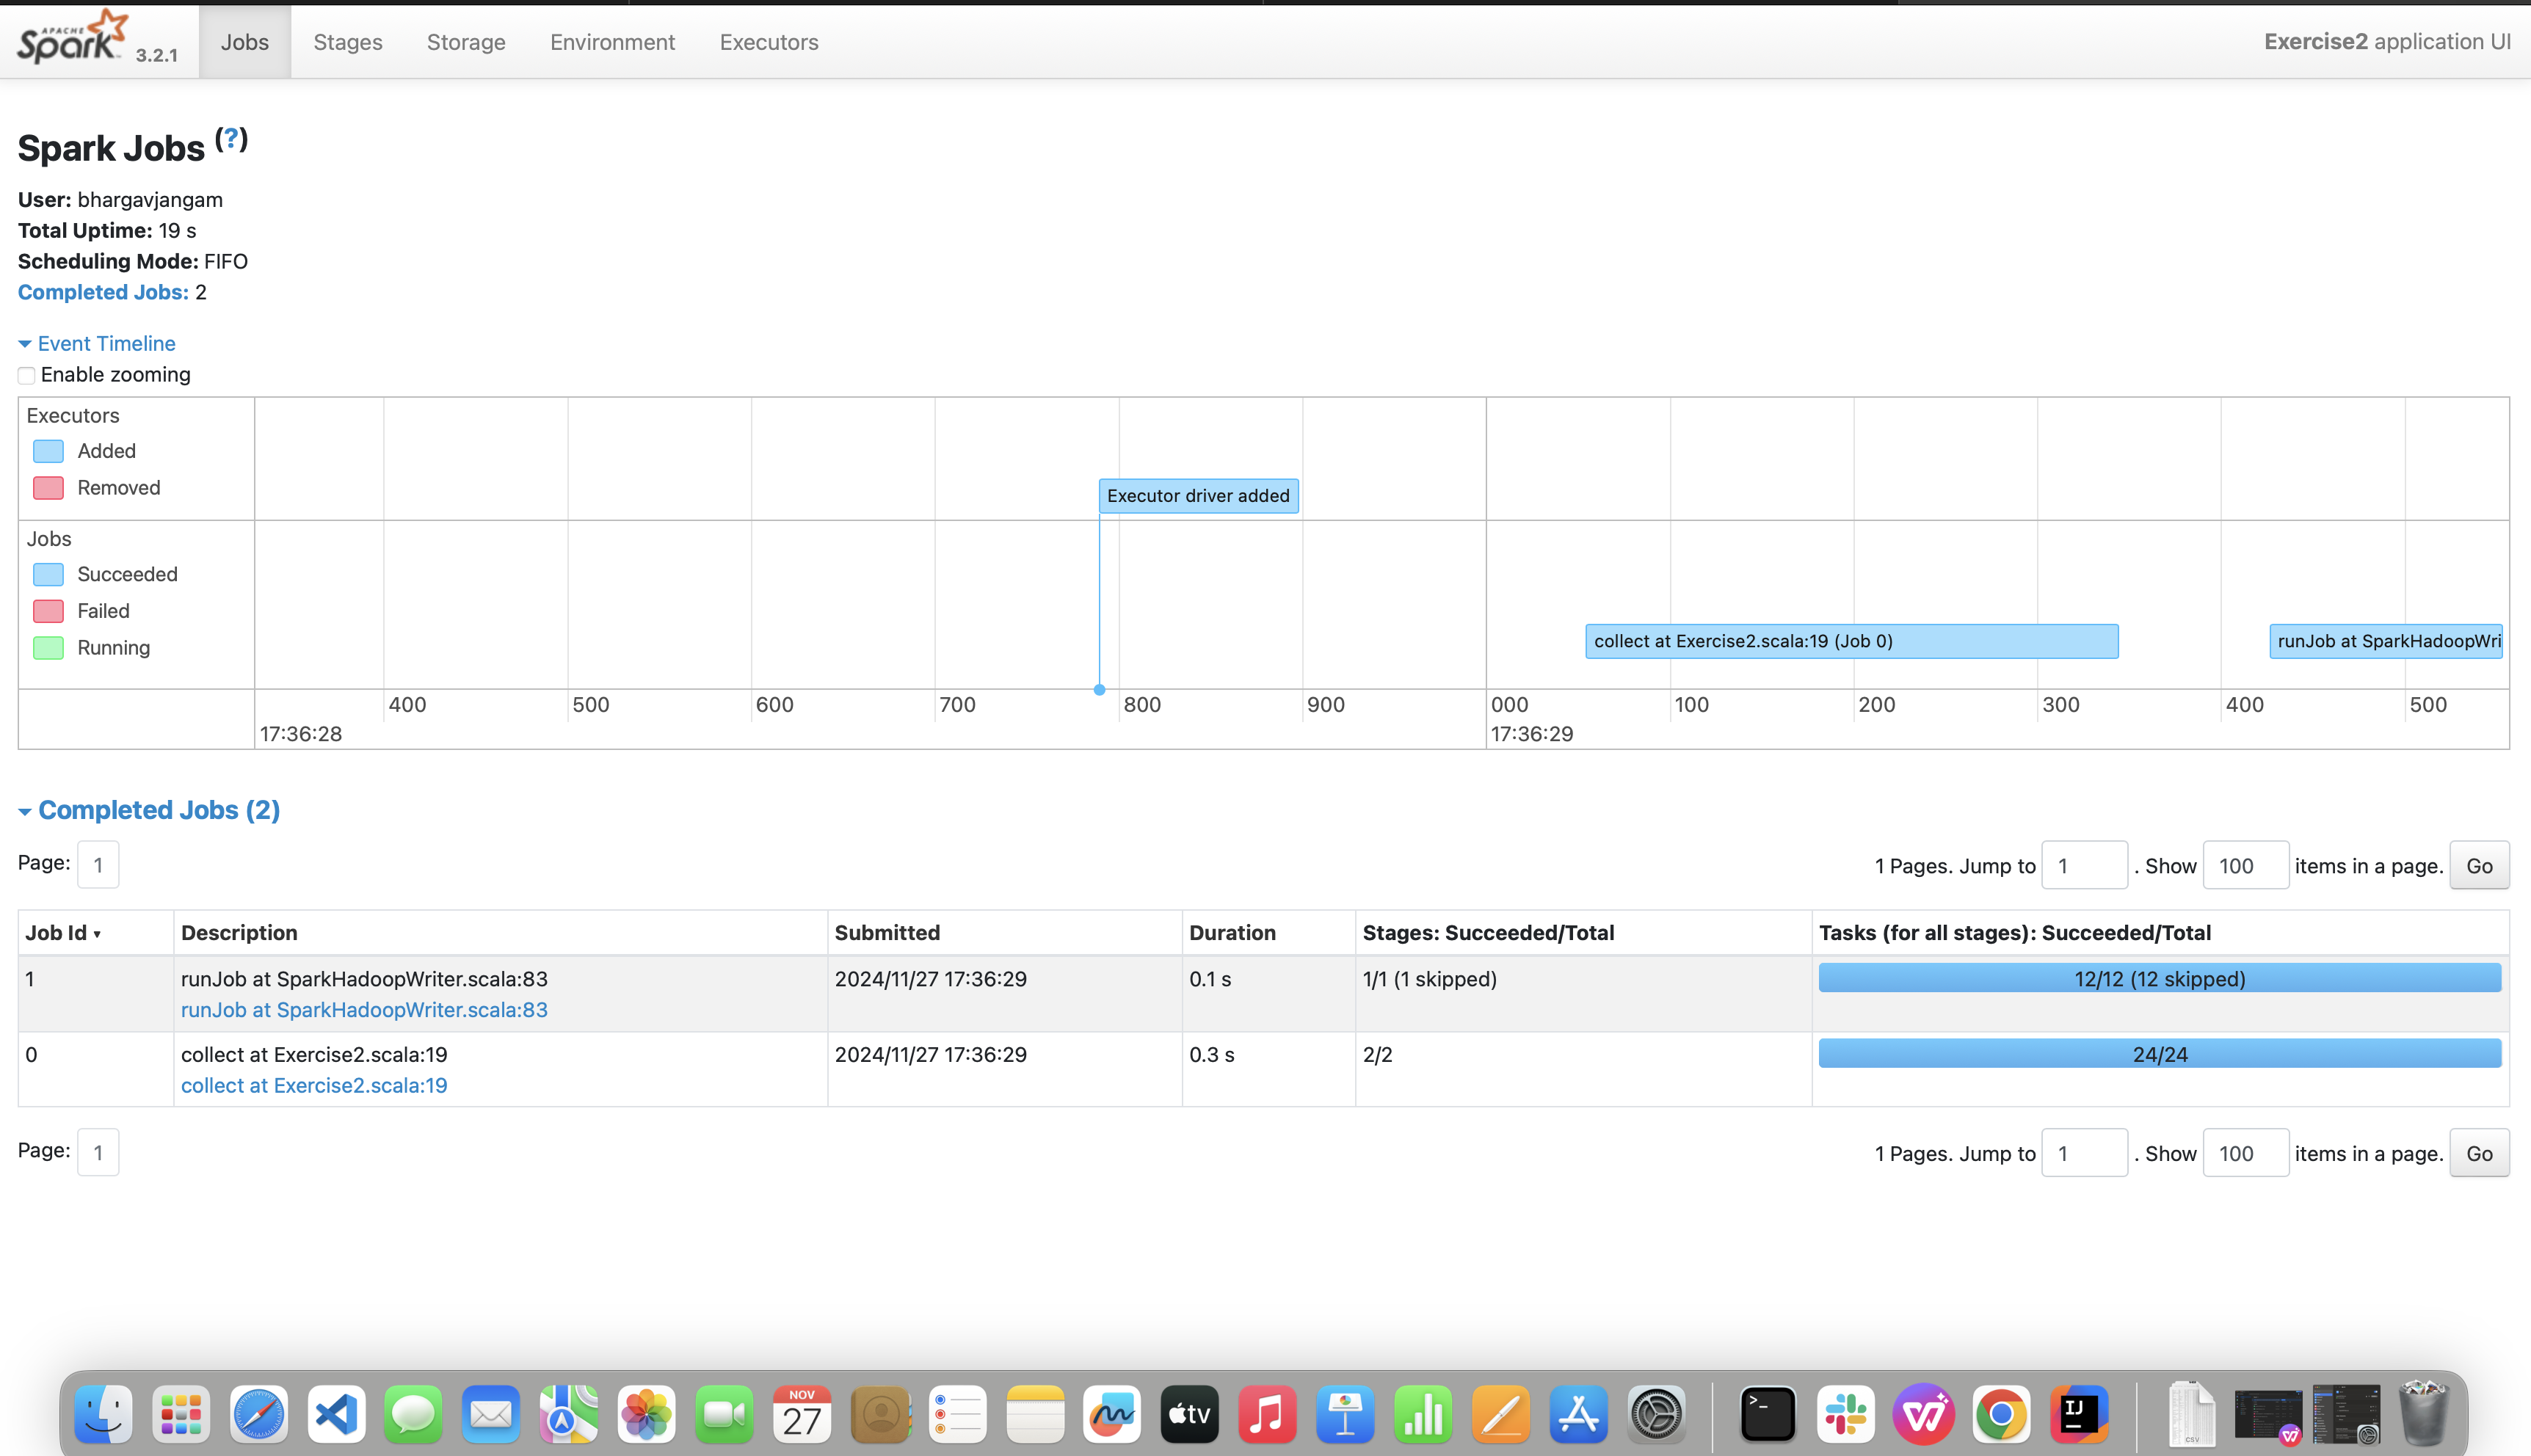 APACHE
Spark 3.2.1 Jobs Stages Storage Environment Executors Exercise2 application UI
Spark Jobs (?)
User: bhargavjangam
Total Uptime: 19 s
Scheduling Mode: FIFO
Completed Jobs: 2
Event Timeline
Enable zooming
Executors
Added
Removed
Executor driver added
Jobs
Succeeded
Failed
Running
collect at Exercise2.scala:19 (Job 0) runJob at SparkHadoopWri
400 500 600 700 800 900 000 100 200 300 400 500
17:36:28 17:36:29
Completed Jobs (2)
Page: 1 1 Pages. Jump to 1 . Show 100 items in a page. Go
Job Id ▾ Description Submitted Duration Stages: Succeeded/Total Tasks (for all stages): Succeeded/Total
1 runJob at SparkHadoopWriter.scala:83 2024/11/27 17:36:29 0.1 s 1/1 (1 skipped) 12/12 (12 skipped)
runJob at SparkHadoopWriter.scala:83
0 collect at Exercise2.scala:19 2024/11/27 17:36:29 0.3 s 2/2 24/24
collect at Exercise2.scala:19
Page: 1 1 Pages. Jump to 1 . Show 100 items in a page. Go
NOV
27
tv
>_
IJ
CSV